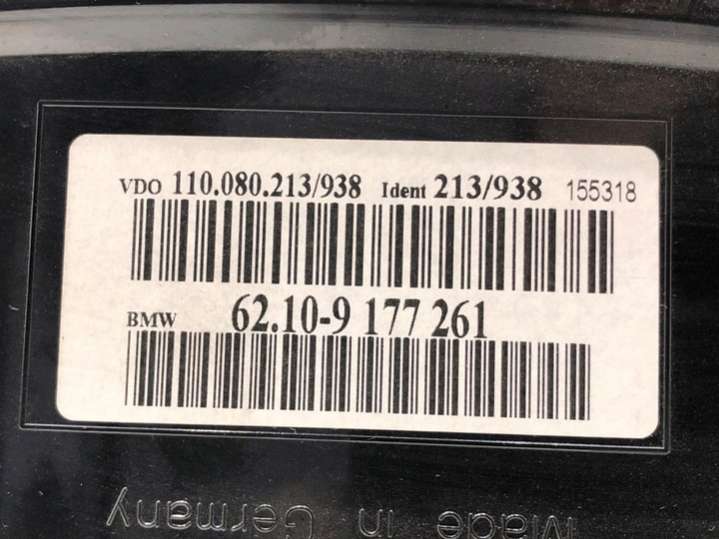 VDO 110.080.213/938 Ident 213/938 155318
BMW 62.10-9 177 261
Made in Germany